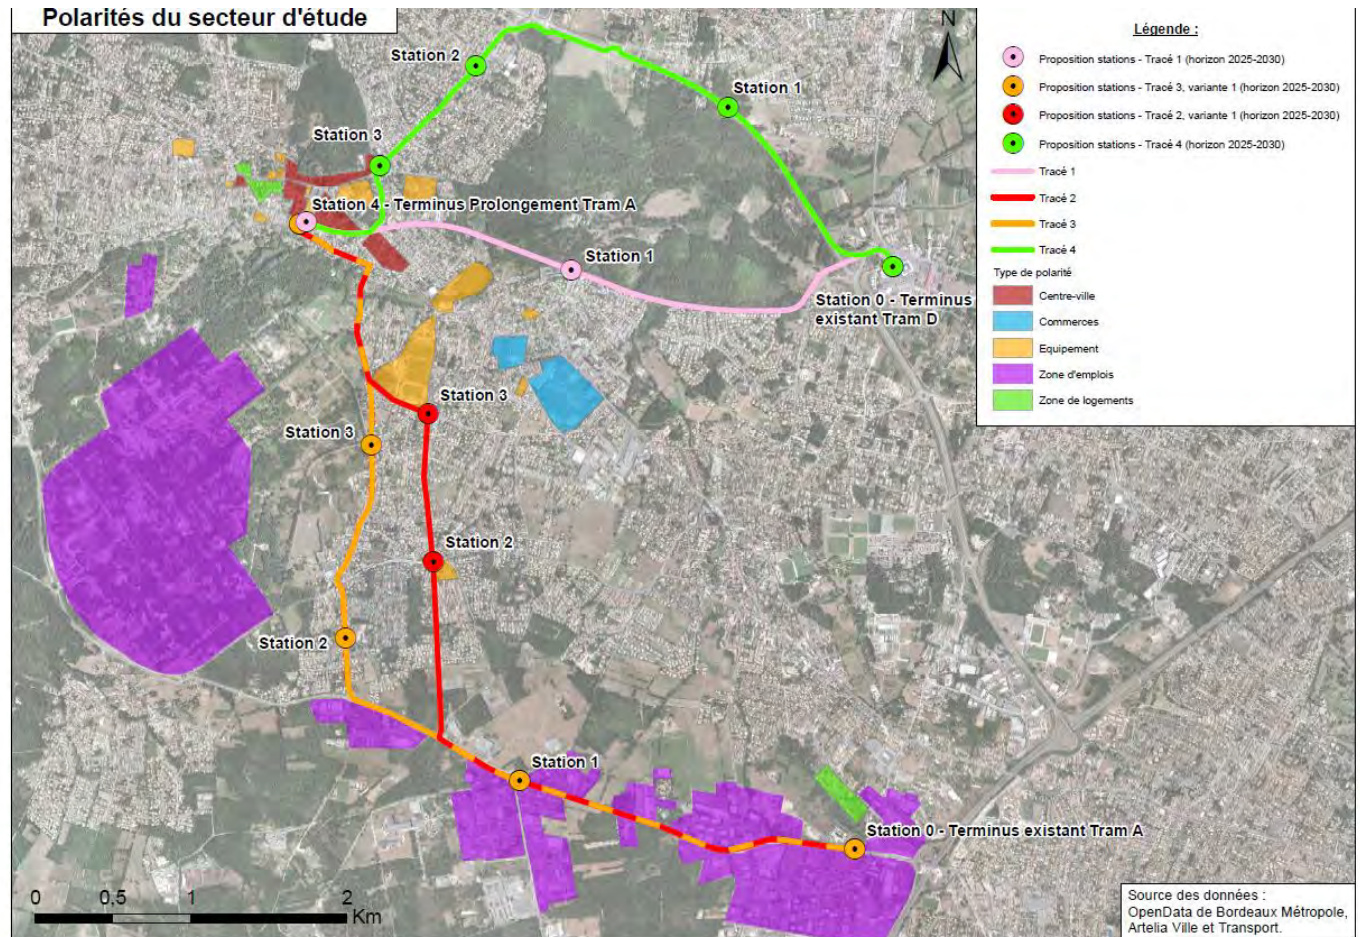 Polarités du secteur d'étude
N
Station 2
Station 1
Station 3
Station 4 - Terminus Prolongement Tram A
Station 1
Station 0 - Terminus
existant Tram D
Station 3
Station 3
Station 2
Station 2
Station 1
Station 0 - Terminus existant Tram A
0
0,5
1
2
Km
Légende :
Proposition stations - Tracé 1 (horizon 2025-2030)
Proposition stations - Tracé 3, variante 1 (horizon 2025-2030)
Proposition stations - Tracé 2, variante 1 (horizon 2025-2030)
Proposition stations - Tracé 4 (horizon 2025-2030)
Tracé 1
Tracé 2
Tracé 3
Tracé 4
Type de polarité
Centre-ville
Commerces
Equipement
Zone d'emplois
Zone de logements
Source des données :
OpenData de Bordeaux Métropole,
Artelia Ville et Transport.